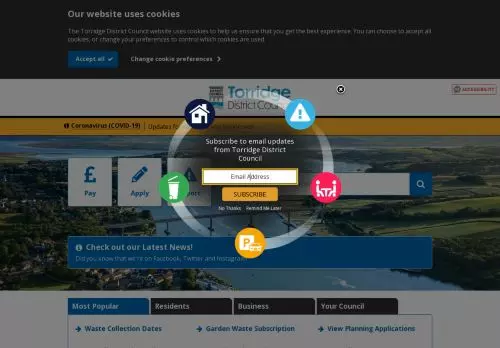 Our website uses cookies
The Torridge District Council website uses cookies to help us ensure that you get the best experience. You can choose to accept all
cookies, or change your preferences to control which cookies are used.
Accept all
Change cookie preferences
Torridge
District Council
ACCESSIBILITY
Coronavirus (COVID-19)
Updates
Subscribe to email updates
from Torridge District
Council
Email Address
SUBSCRIBE
No Thanks Remind Me Later
Pay
Apply
Check out our Latest News!
Did you know that we're on Facebook, Twitter and Instagram?
Most Popular
Residents
Business
Your Council
Waste Collection Dates
Garden Waste Subscription
View Planning Applications